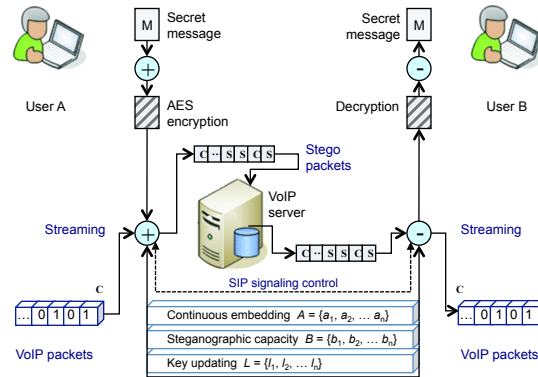 M
Secret message
User A
AES encryption
C ·· S S C S
Stego packets
VoIP server
Streaming
+
+
C
... 0 1 0 1
VoIP packets
C ·· S S C S
SIP signaling control
Continuous embedding A = {a1, a2, ... an}
Steganographic capacity B = {b1, b2, ... bn}
Key updating L = {l1, l2, ... ln}
Secret message
M
-
Decryption
User B
-
Streaming
C
... 0 1 0 1
VoIP packets